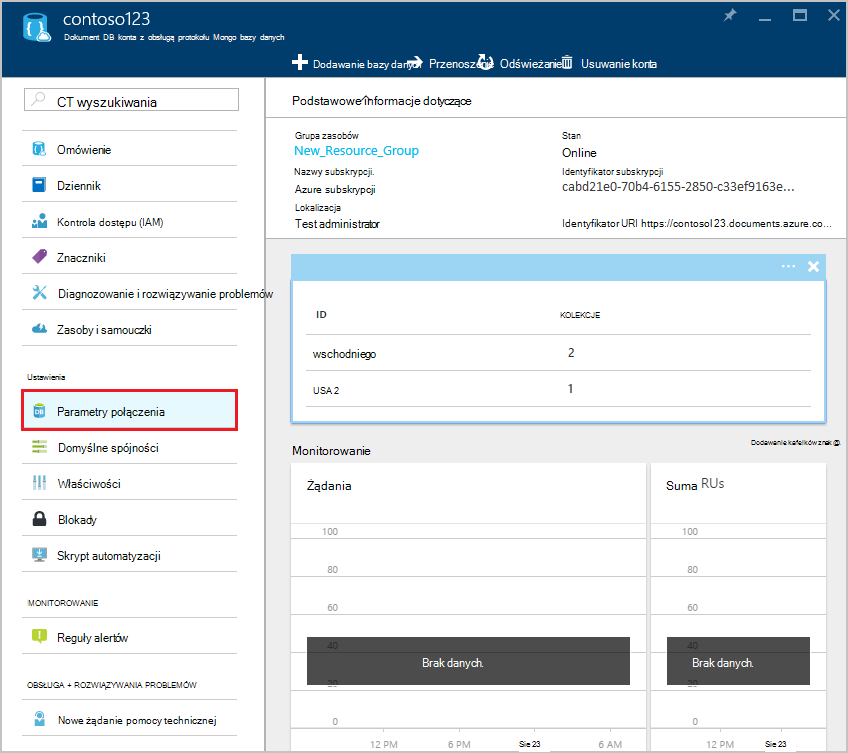 contoso123
Dokument DB konta z obsługą protokołu Mongo bazy danych
Dodawanie bazy danych Przenoszenie Odświeżanie Usuwanie konta
CT wyszukiwania
Omówienie
Dziennik
Kontrola dostępu (IAM)
Znaczniki
Diagnozowanie i rozwiązywanie problemów
Zasoby i samouczki
Ustawienia
Parametry połączenia
Domyślne spójności
Właściwości
Blokady
Skrypt automatyzacji
MONITOROWANIE
Reguły alertów
OBSŁUGA + ROZWIĄZYWANIA PROBLEMÓW
Nowe żądanie pomocy technicznej
Podstawowe informacje dotyczące
Grupa zasobów
New_Resource_Group
Nazwy subskrypcji.
Azure subskrypcji
Lokalizacja
Test administrator
Stan
Online
Identyfikator subskrypcji
cabd21e0-70b4-6155-2850-c33ef9163e...
Identyfikator URI https://contosol23.documents.azure.co...
ID KOLEKCJE
wschodniego 2
USA 2 1
Monitorowanie
Dodawanie kafelków znak @.
Żądania
100
80
60
40
Brak danych.
20
0
12 PM 6 PM Sie 23 6 AM
Suma RUs
100
80
60
40
Brak danych.
20
0
12 PM Sie 23